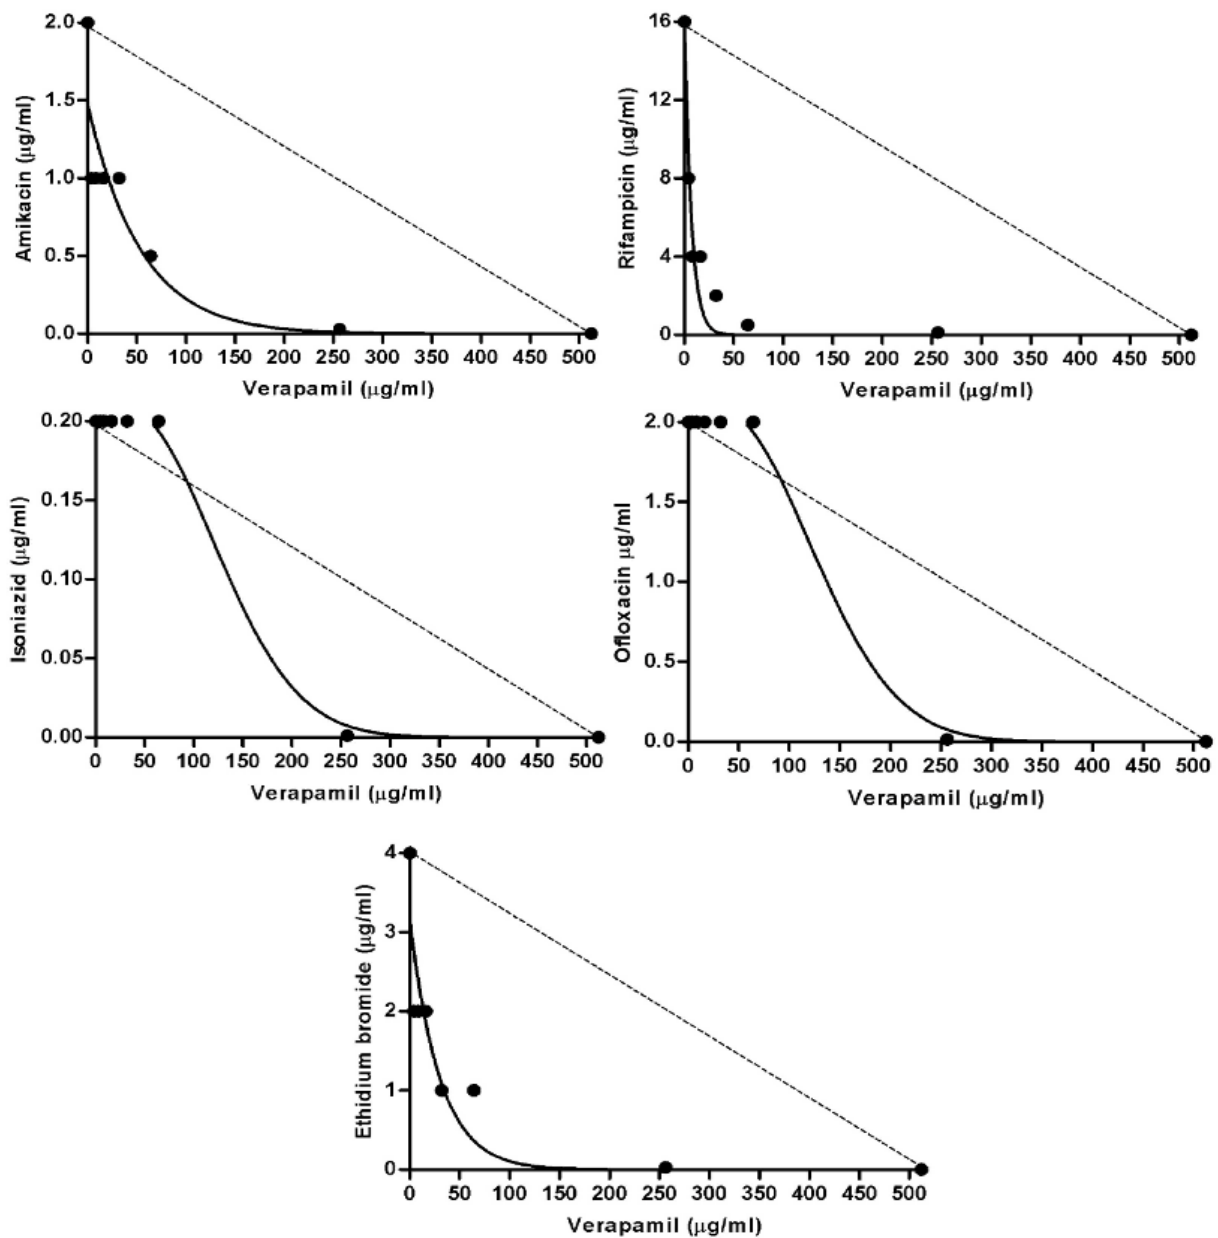 2.0
1.5
1.0
0.5
0.0
Amikacin (μg/ml)
0 50 100 150 200 250 300 350 400 450 500
Verapamil (μg/ml)
16
12
8
4
0
Rifampicin (μg/ml)
0 50 100 150 200 250 300 350 400 450 500
Verapamil (μg/ml)
0.20
0.15
0.10
0.05
0.00
Isoniazid (μg/ml)
0 50 100 150 200 250 300 350 400 450 500
Verapamil (μg/ml)
2.0
1.5
1.0
0.5
0.0
Ofloxacin μg/ml
0 50 100 150 200 250 300 350 400 450 500
Verapamil (μg/ml)
4
3
2
1
0
Ethidium bromide (μg/ml)
0 50 100 150 200 250 300 350 400 450 500
Verapamil (μg/ml)